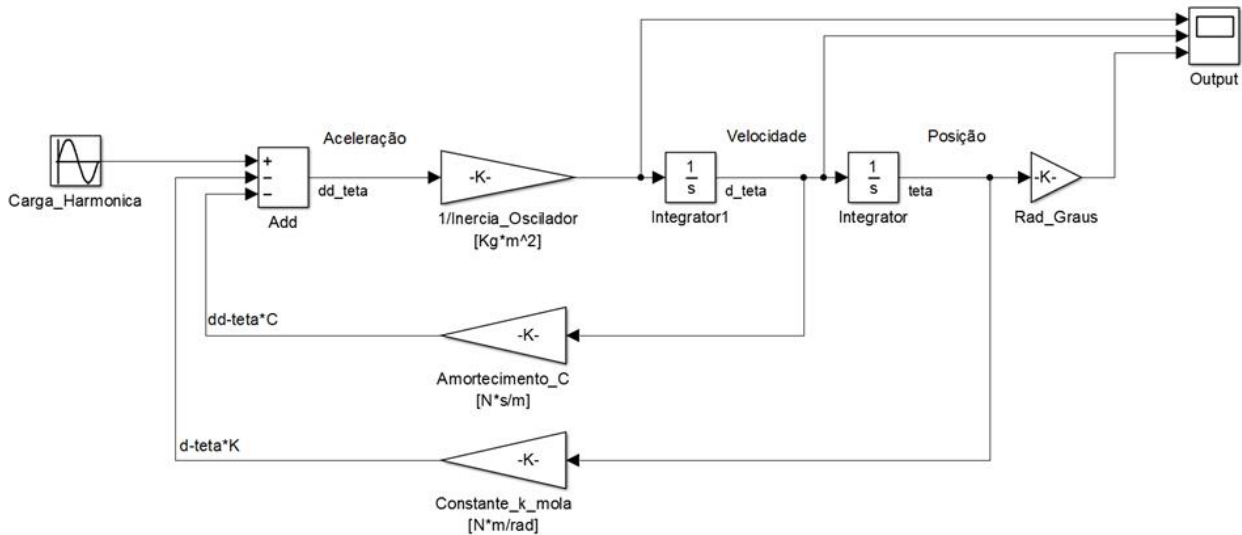 Output
Aceleração
Velocidade
Posição
Carga_Harmonica
+
−
−
Add
dd_teta
-K-
1/Inercia_Oscilador
[Kg*m^2]
1
s
Integrator1
d_teta
1
s
Integrator
teta
-K-
Rad_Graus
dd-teta*C
-K-
Amortecimento_C
[N*s/m]
d-teta*K
-K-
Constante_k_mola
[N*m/rad]